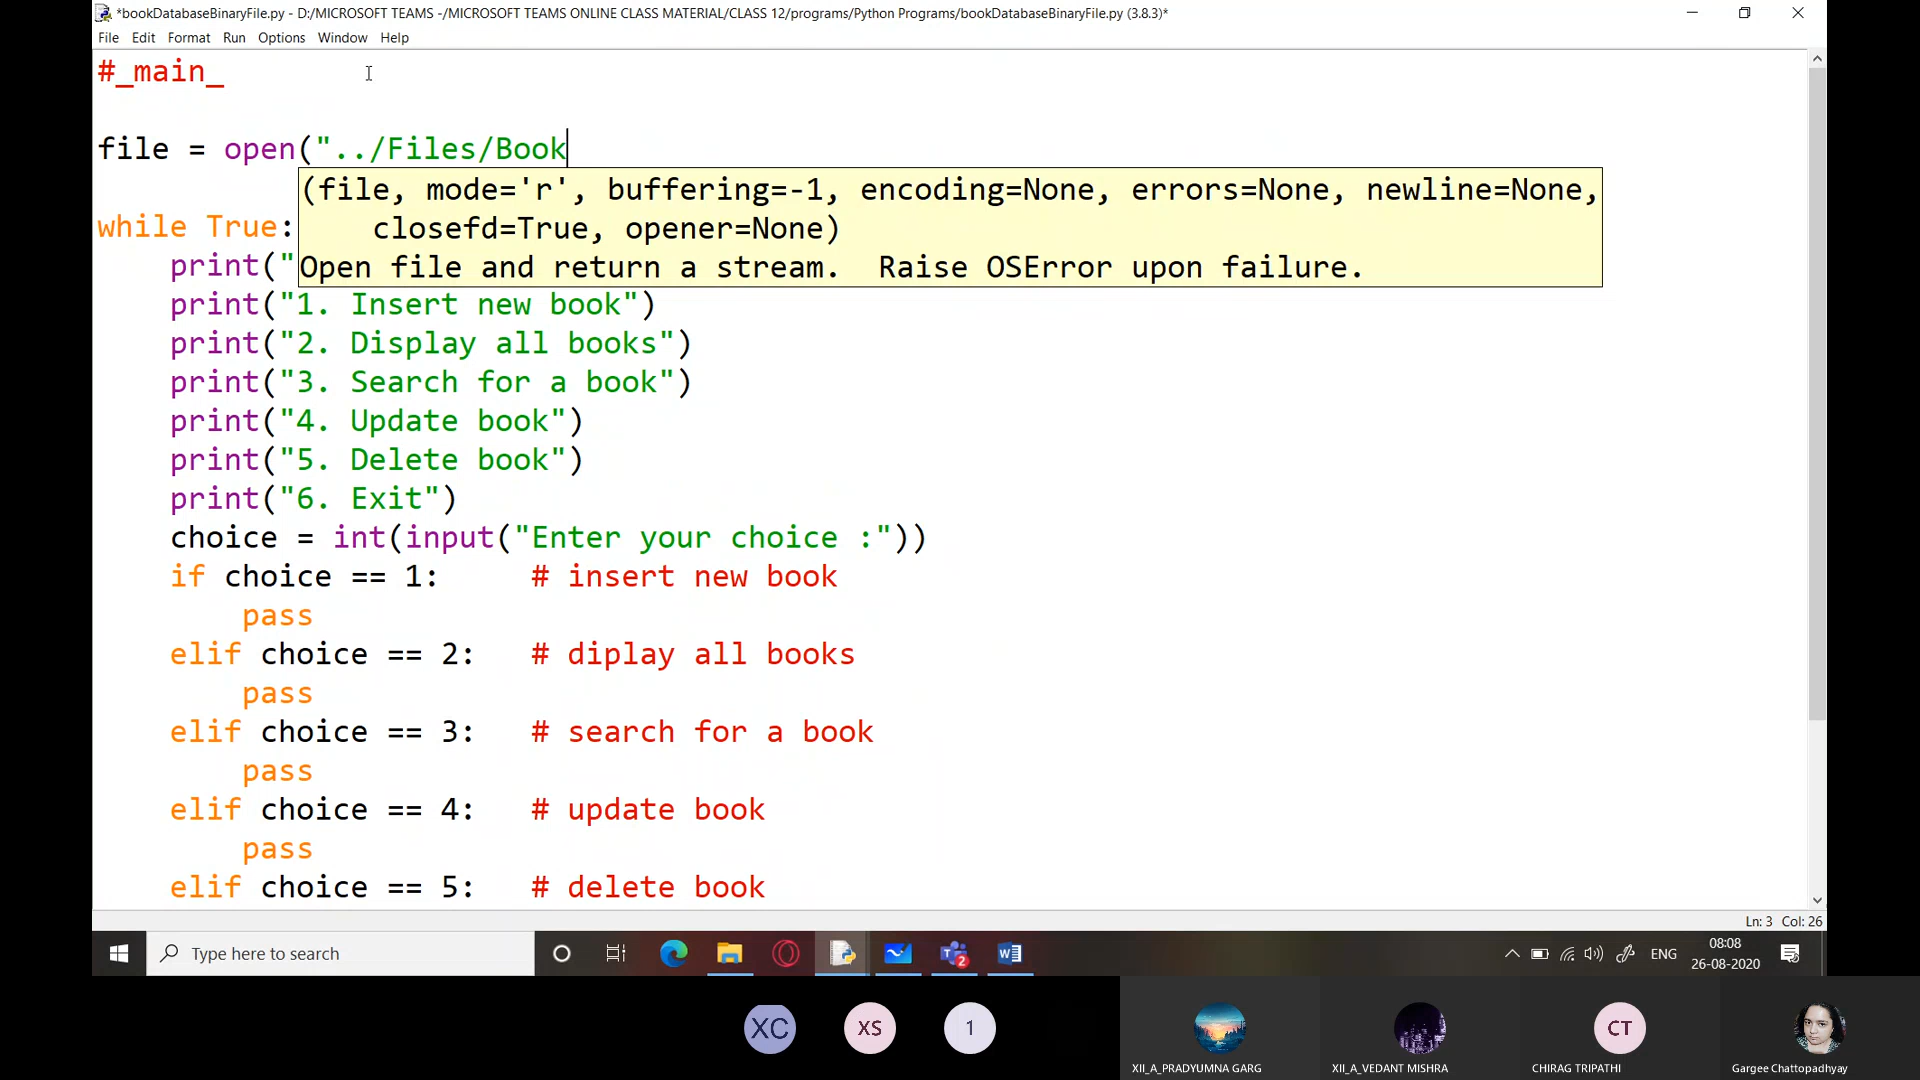 *bookDatabaseBinaryFile.py - D:/MICROSOFT TEAMS -/MICROSOFT TEAMS ONLINE CLASS MATERIAL/CLASS 12/programs/Python Programs/bookDatabaseBinaryFile.py (3.8.3)*
File Edit Format Run Options Window Help
#_main_
file = open("../Files/Book
(file, mode='r', buffering=-1, encoding=None, errors=None, newline=None,
while True: closefd=True, opener=None)
print(" Open file and return a stream. Raise OSError upon failure.
print("1. Insert new book")
print("2. Display all books")
print("3. Search for a book")
print("4. Update book")
print("5. Delete book")
print("6. Exit")
choice = int(input("Enter your choice :"))
if choice == 1: # insert new book
pass
elif choice == 2: # diplay all books
pass
elif choice == 3: # search for a book
pass
elif choice == 4: # update book
pass
elif choice == 5: # delete book
Ln: 3 Col: 26
Type here to search
2
ENG
08:08
26-08-2020
XC XS 1 CT
XII_A_PRADYUMNA GARG XII_A_VEDANT MISHRA CHIRAG TRIPATHI Gargee Chattopadhyay